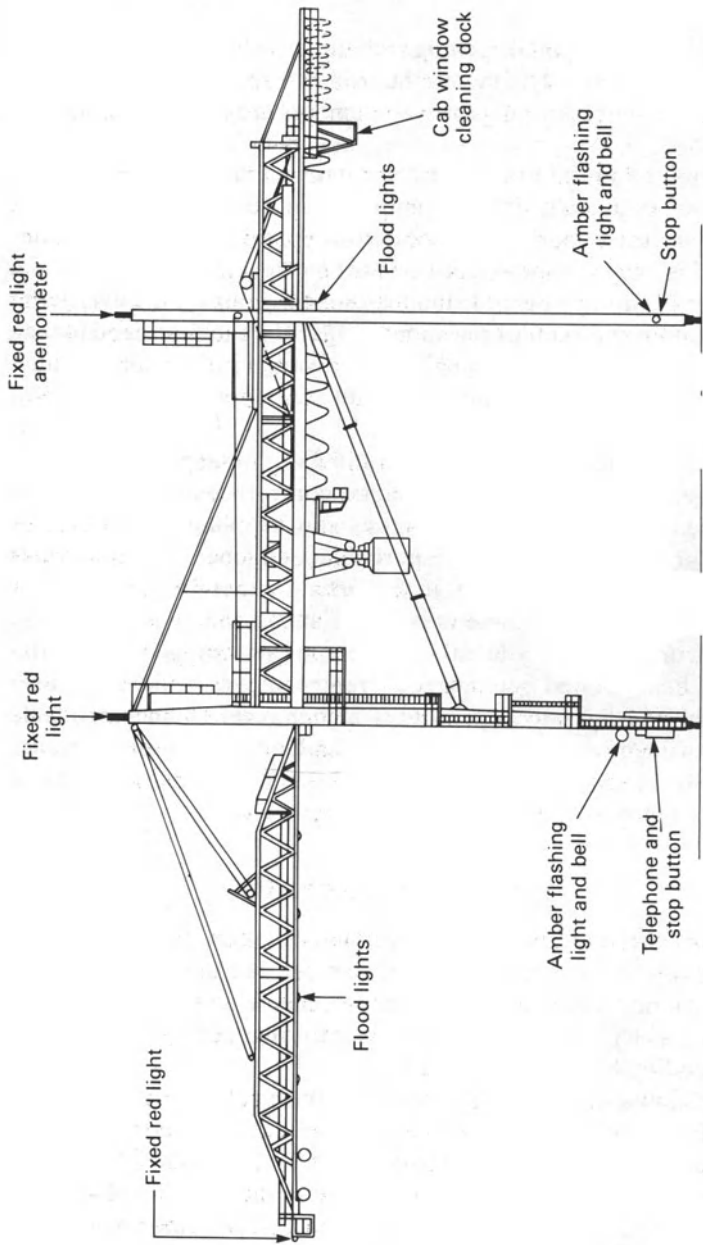 Fixed red light
Fixed red
light
Fixed red light
anemometer
Flood lights
Flood lights
Cab window
cleaning dock
Amber flashing
light and bell
Telephone and
stop button
Amber flashing
light and bell
Stop button